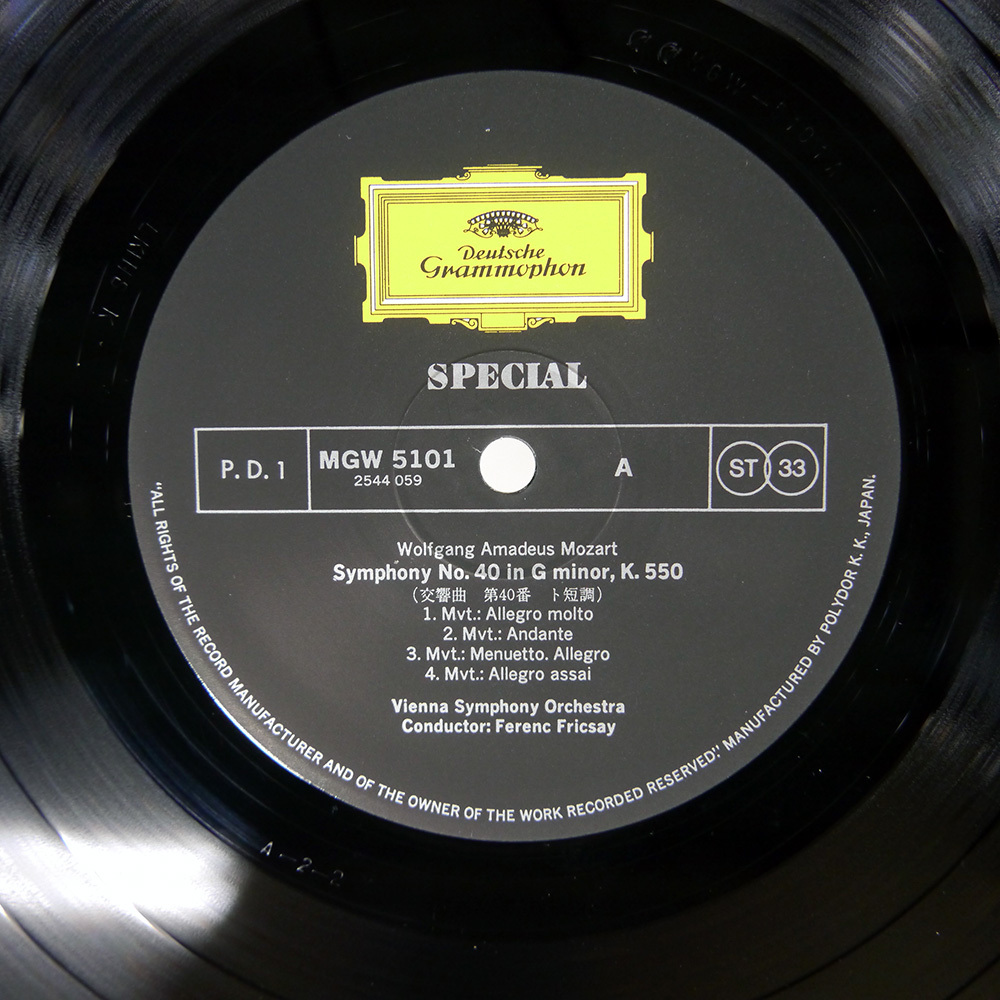 Deutsche
Grammophon
SPECIAL
P. D. 1
MGW 5101
2544 059
A
ST 33
Wolfgang Amadeus Mozart
Symphony No. 40 in G minor, K. 550
(交響曲 第40番 ト短調)
1. Mvt.: Allegro molto
2. Mvt.: Andante
3. Mvt.: Menuetto. Allegro
4. Mvt.: Allegro assai
Vienna Symphony Orchestra
Conductor: Ferenc Fricsay
"ALL RIGHTS OF THE RECORD MANUFACTURER AND OF THE OWNER OF THE WORK RECORDED RESERVED." MANUFACTURED BY POLYDOR K. K., JAPAN.
A-2-2